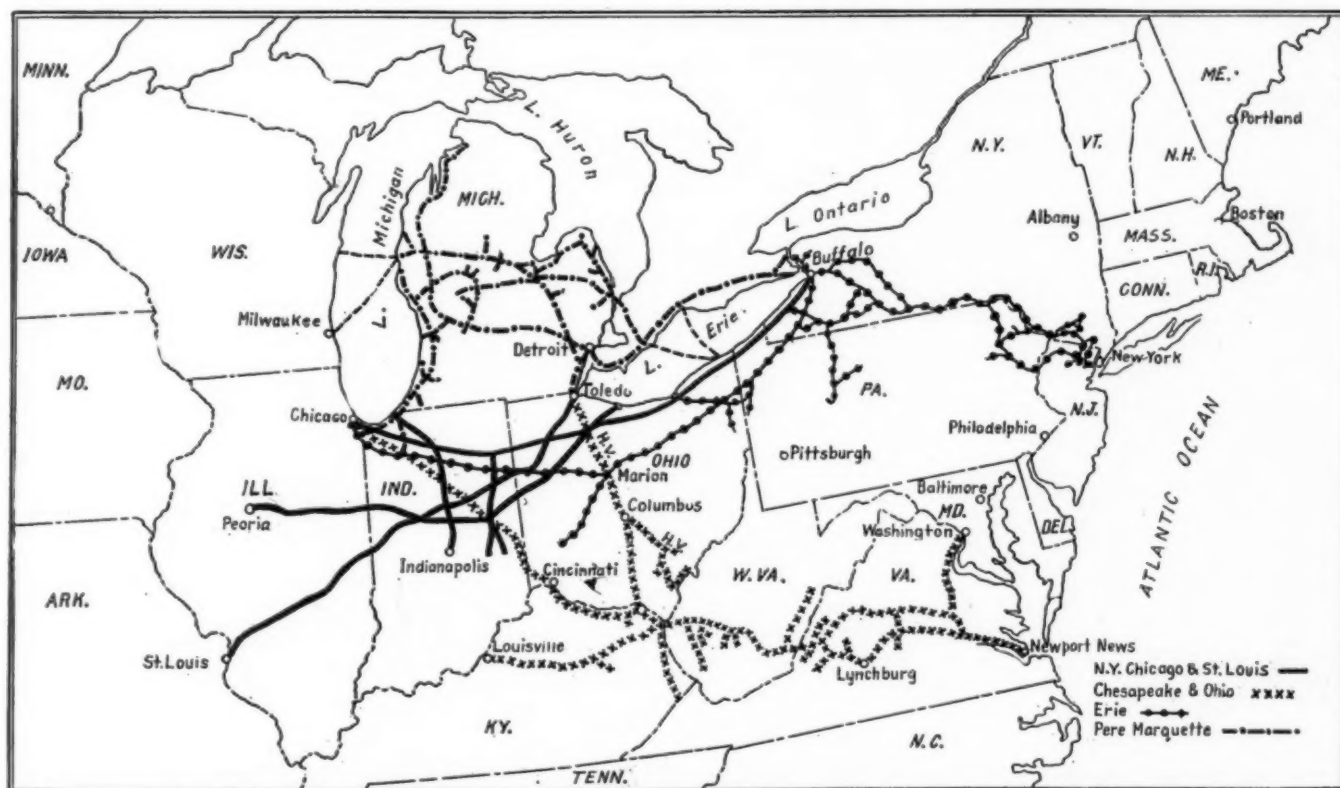 MINN.
L. Huron
ME.
Portland
N.Y.
VT.
N.H.
Michigan
MICH.
L. Ontario
Albany
Boston
IOWA
WIS.
MASS.
Buffalo
R.I.
CONN.
Milwaukee
L.
Erie
Detroit
L.
New York
MO.
Toledo
PA.
N.J.
Chicago
Philadelphia
H.V.
OHIO
Pittsburgh
Marion
ILL.
IND.
Peoria
Columbus
Baltimore
MD.
DEL.
Washington
H.V.
Indianapolis
Cincinnati
W.VA.
VA.
ATLANTIC OCEAN
ARK.
St. Louis
Louisville
Lynchburg
Newport News
N.Y. Chicago & St. Louis
Chesapeake & Ohio
Erie
Pere Marquette
KY.
N.C.
TENN.